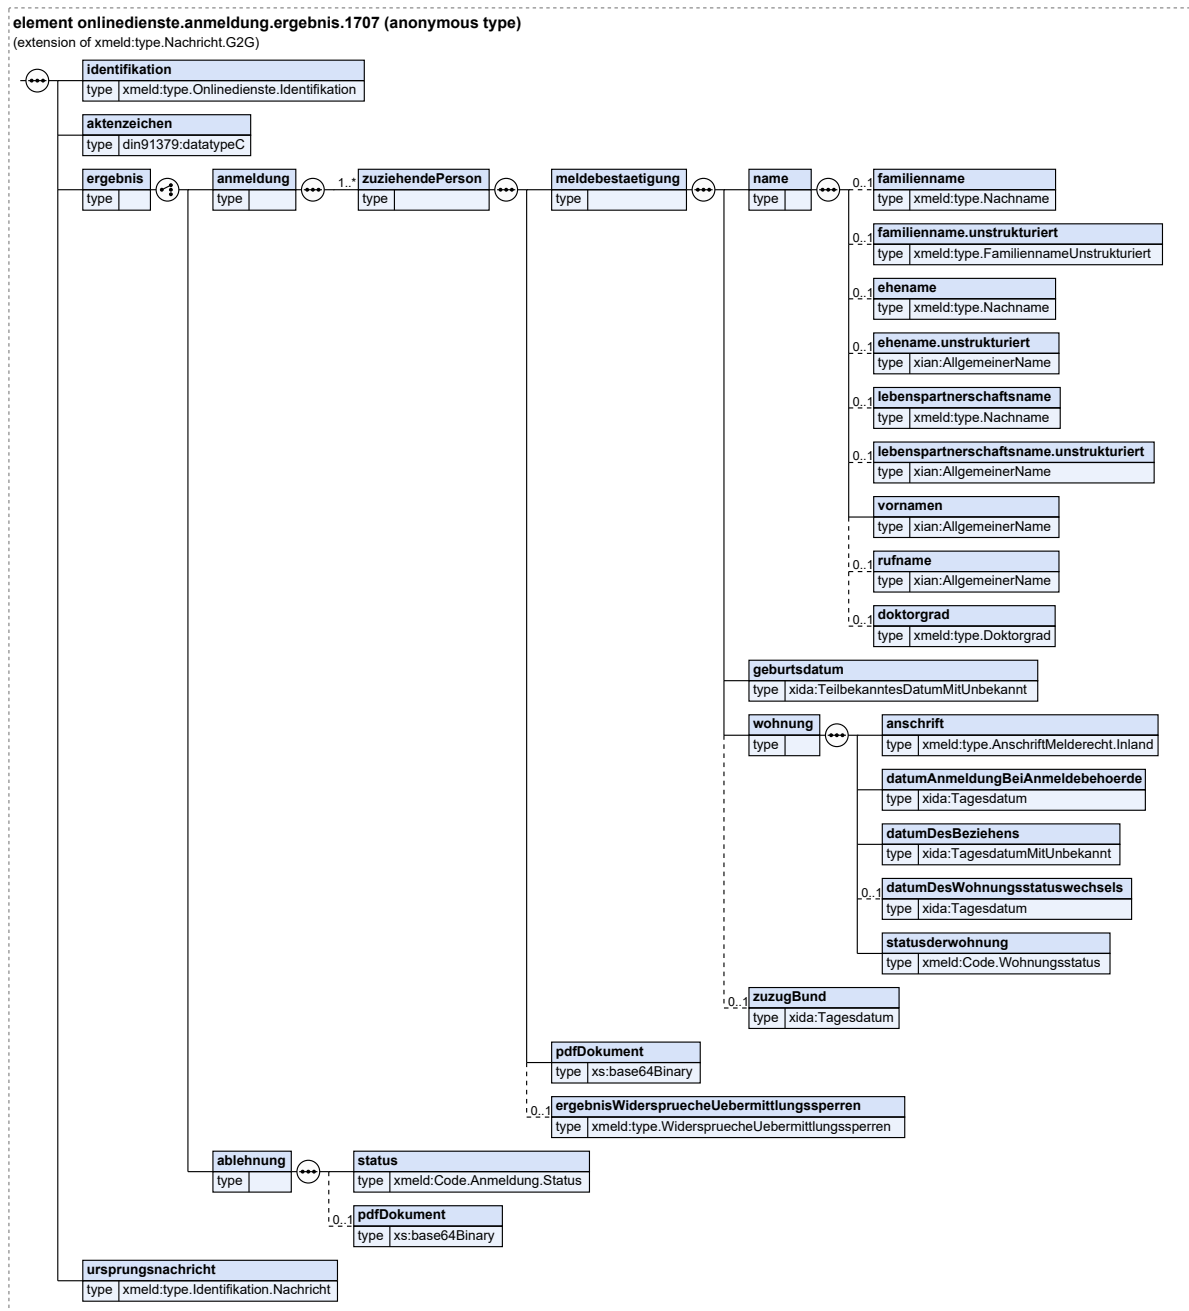 element onlinedienste.anmeldung.ergebnis.1707 (anonymous type)
(extension of xmeld:type.Nachricht.G2G)
identifikation
type xmeld:type.Onlinedienste.Identifikation
aktenzeichen
type din91379:datatypeC
ergebnis
type
anmeldung
type
1..*
zuziehendePerson
type
meldebestaetigung
type
name
type
0..1
familienname
type xmeld:type.Nachname
0..1
familienname.unstrukturiert
type xmeld:type.FamiliennameUnstrukturiert
0..1
ehename
type xmeld:type.Nachname
0..1
ehename.unstrukturiert
type xian:AllgemeinerName
0..1
lebenspartnerschaftsname
type xmeld:type.Nachname
0..1
lebenspartnerschaftsname.unstrukturiert
type xian:AllgemeinerName
vornamen
type xian:AllgemeinerName
0..1
rufname
type xian:AllgemeinerName
0..1
doktorgrad
type xmeld:type.Doktorgrad
geburtsdatum
type xida:TeilbekanntesDatumMitUnbekannt
wohnung
type
anschrift
type xmeld:type.AnschriftMelderecht.Inland
datumAnmeldungBeiAnmeldebehoerde
type xida:Tagesdatum
datumDesBeziehens
type xida:TagesdatumMitUnbekannt
0..1
datumDesWohnungsstatuswechsels
type xida:Tagesdatum
statusderwohnung
type xmeld:Code.Wohnungsstatus
0..1
zuzugBund
type xida:Tagesdatum
pdfDokument
type xs:base64Binary
0..1
ergebnisWiderspruecheUebermittlungssperren
type xmeld:type.WiderspruecheUebermittlungssperren
ablehnung
type
status
type xmeld:Code.Anmeldung.Status
0..1
pdfDokument
type xs:base64Binary
ursprungsnachricht
type xmeld:type.Identifikation.Nachricht